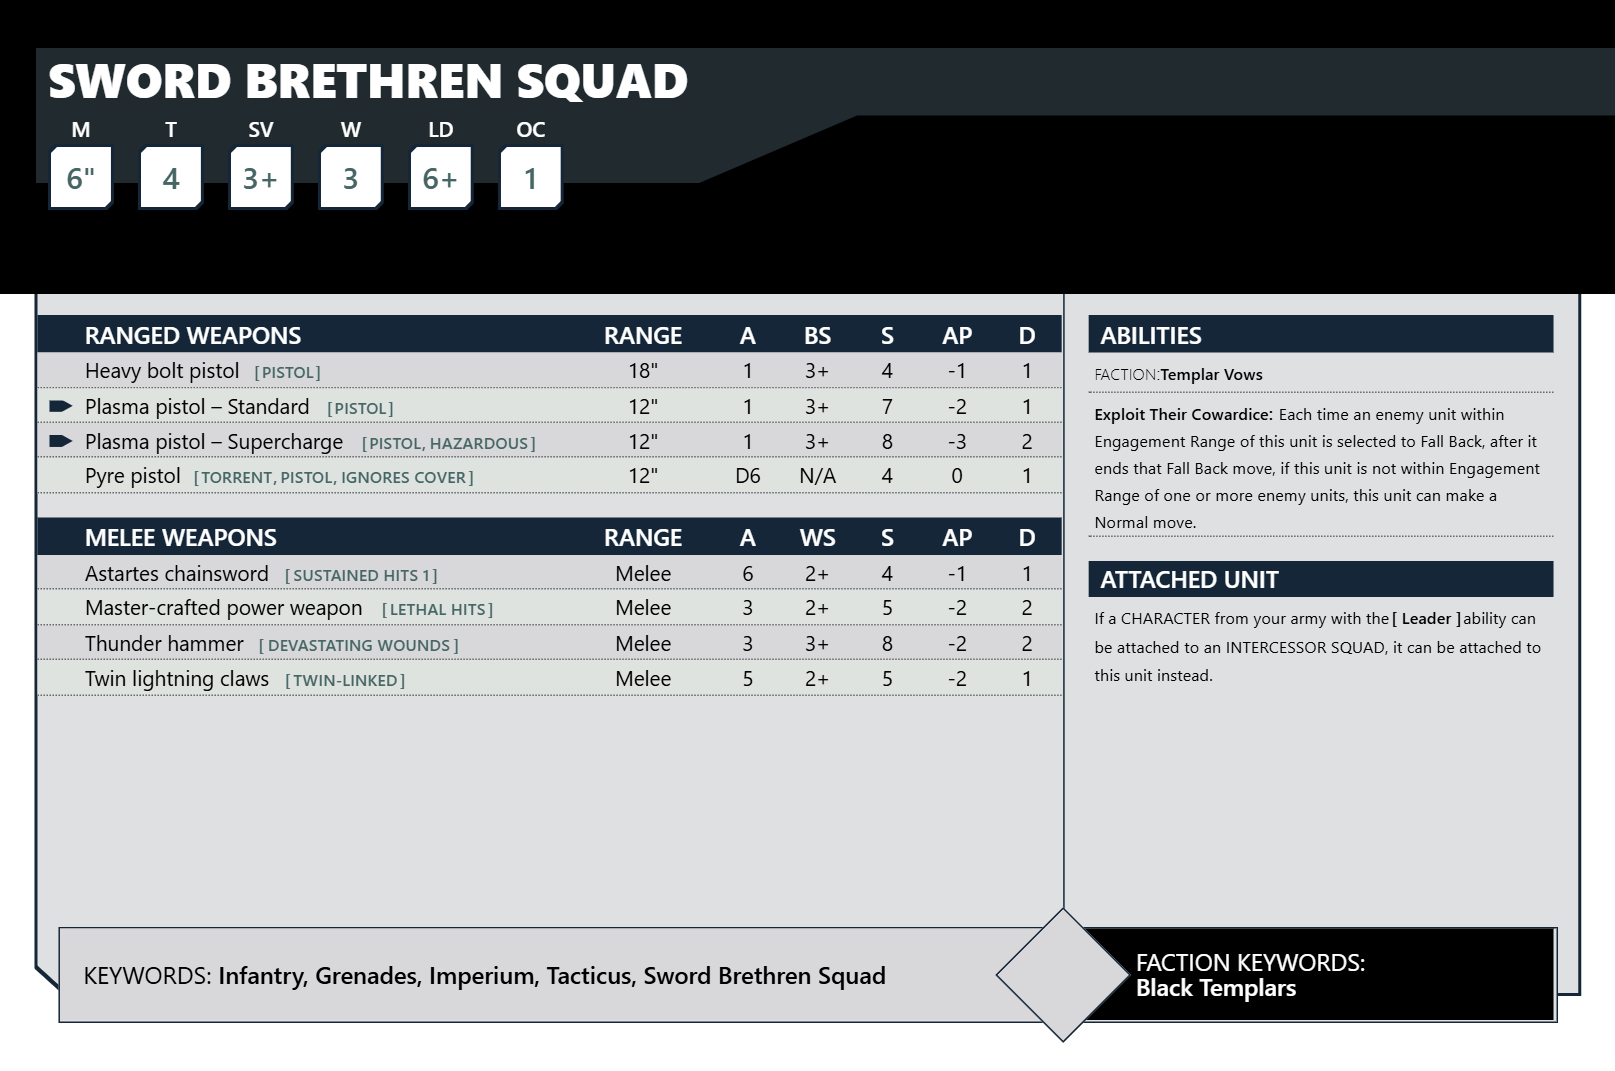 SWORD BRETHREN SQUAD
M T SV W LD OC
6" 4 3+ 3 6+ 1
RANGED WEAPONS RANGE A BS S AP D
Heavy bolt pistol [PISTOL] 18" 1 3+ 4 -1 1
Plasma pistol – Standard [PISTOL] 12" 1 3+ 7 -2 1
Plasma pistol – Supercharge [PISTOL, HAZARDOUS] 12" 1 3+ 8 -3 2
Pyre pistol [TORRENT, PISTOL, IGNORES COVER] 12" D6 N/A 4 0 1
MELEE WEAPONS RANGE A WS S AP D
Astartes chainsword [SUSTAINED HITS 1] Melee 6 2+ 4 -1 1
Master-crafted power weapon [LETHAL HITS] Melee 3 2+ 5 -2 2
Thunder hammer [DEVASTATING WOUNDS] Melee 3 3+ 8 -2 2
Twin lightning claws [TWIN-LINKED] Melee 5 2+ 5 -2 1
ABILITIES
FACTION:Templar Vows
Exploit Their Cowardice: Each time an enemy unit within
Engagement Range of this unit is selected to Fall Back, after it
ends that Fall Back move, if this unit is not within Engagement
Range of one or more enemy units, this unit can make a
Normal move.
ATTACHED UNIT
If a CHARACTER from your army with the [ Leader ] ability can
be attached to an INTERCESSOR SQUAD, it can be attached to
this unit instead.
KEYWORDS: Infantry, Grenades, Imperium, Tacticus, Sword Brethren Squad
FACTION KEYWORDS:
Black Templars